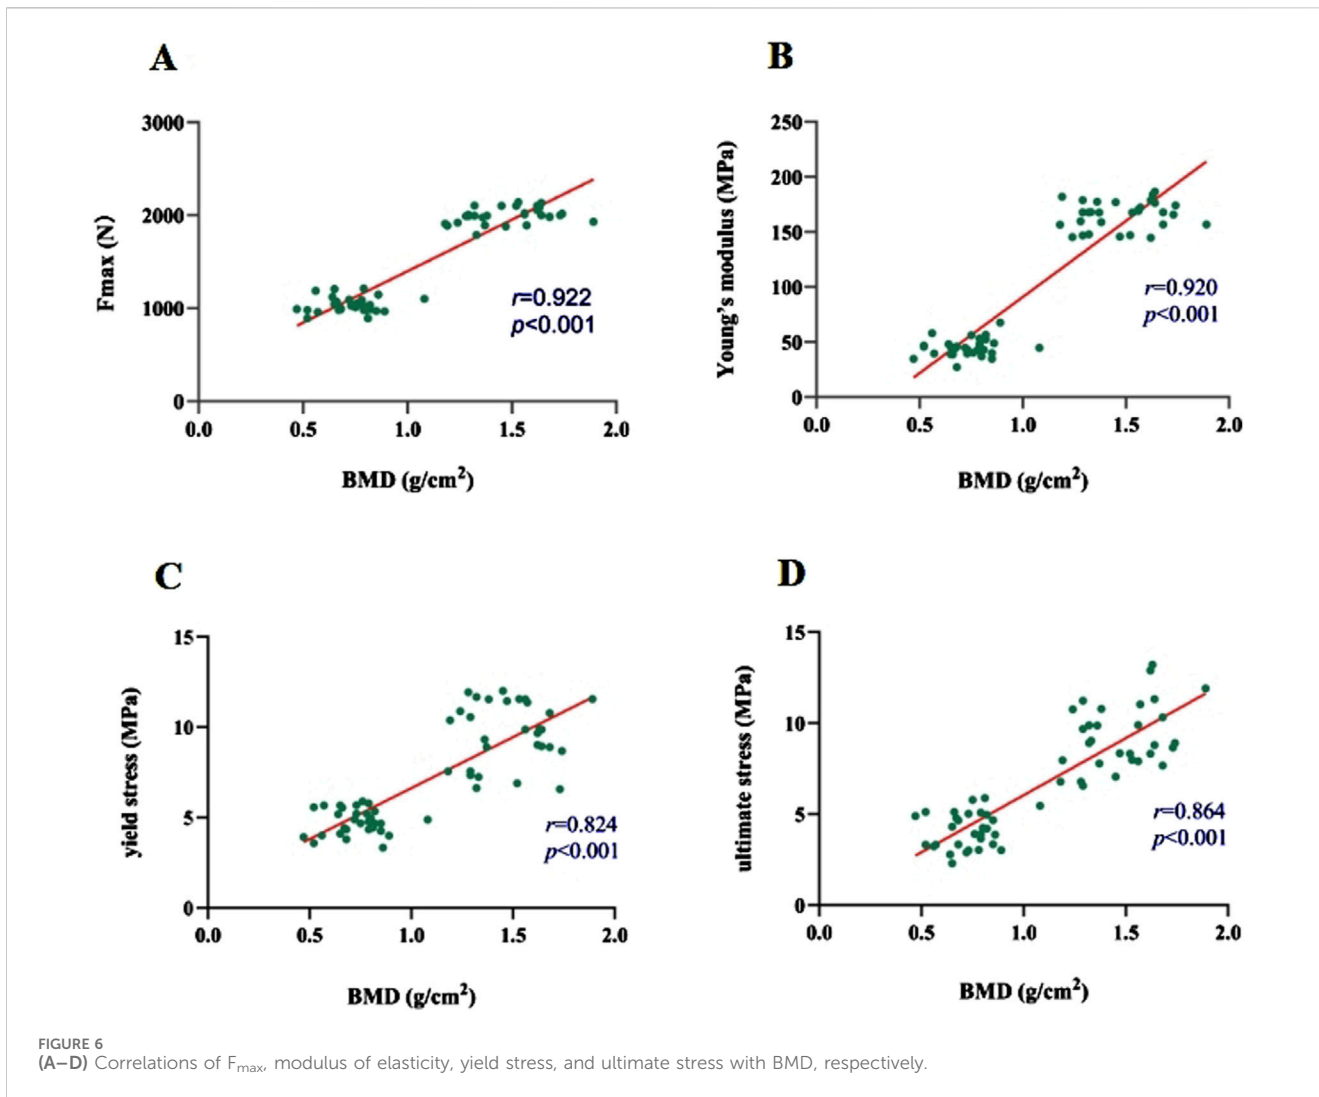 A
3000
2000
1000
0
0.0 0.5 1.0 1.5 2.0
Fmax (N)
BMD (g/cm²)
r=0.922
p<0.001
B
250
200
150
100
50
0
0.0 0.5 1.0 1.5 2.0
Young's modulus (MPa)
BMD (g/cm²)
r=0.920
p<0.001
C
15
10
5
0
0.0 0.5 1.0 1.5 2.0
yield stress (MPa)
BMD (g/cm²)
r=0.824
p<0.001
D
15
10
5
0
0.0 0.5 1.0 1.5 2.0
ultimate stress (MPa)
BMD (g/cm²)
r=0.864
p<0.001
FIGURE 6
(A–D) Correlations of Fmax, modulus of elasticity, yield stress, and ultimate stress with BMD, respectively.